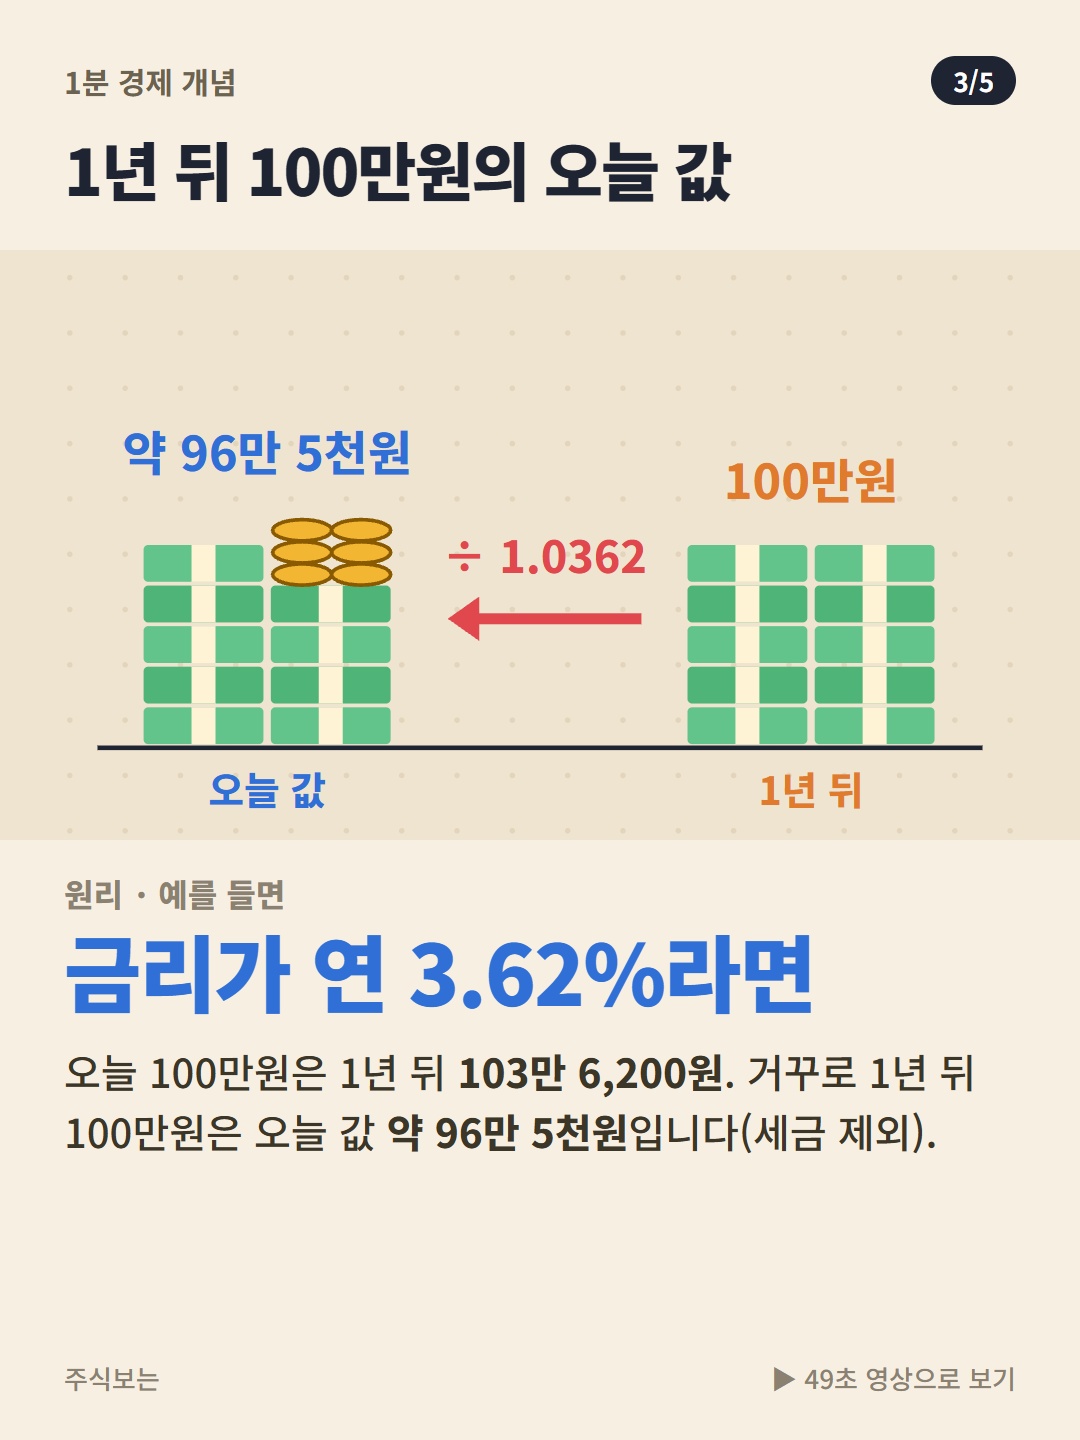 1분 경제 개념
3/5
1년 뒤 100만원의 오늘 값
약 96만 5천원
100만원
÷ 1.0362
오늘 값
1년 뒤
원리 · 예를 들면
금리가 연 3.62%라면
오늘 100만원은 1년 뒤 103만 6,200원. 거꾸로 1년 뒤
100만원은 오늘 값 약 96만 5천원입니다(세금 제외).
주식보는
▶ 49초 영상으로 보기